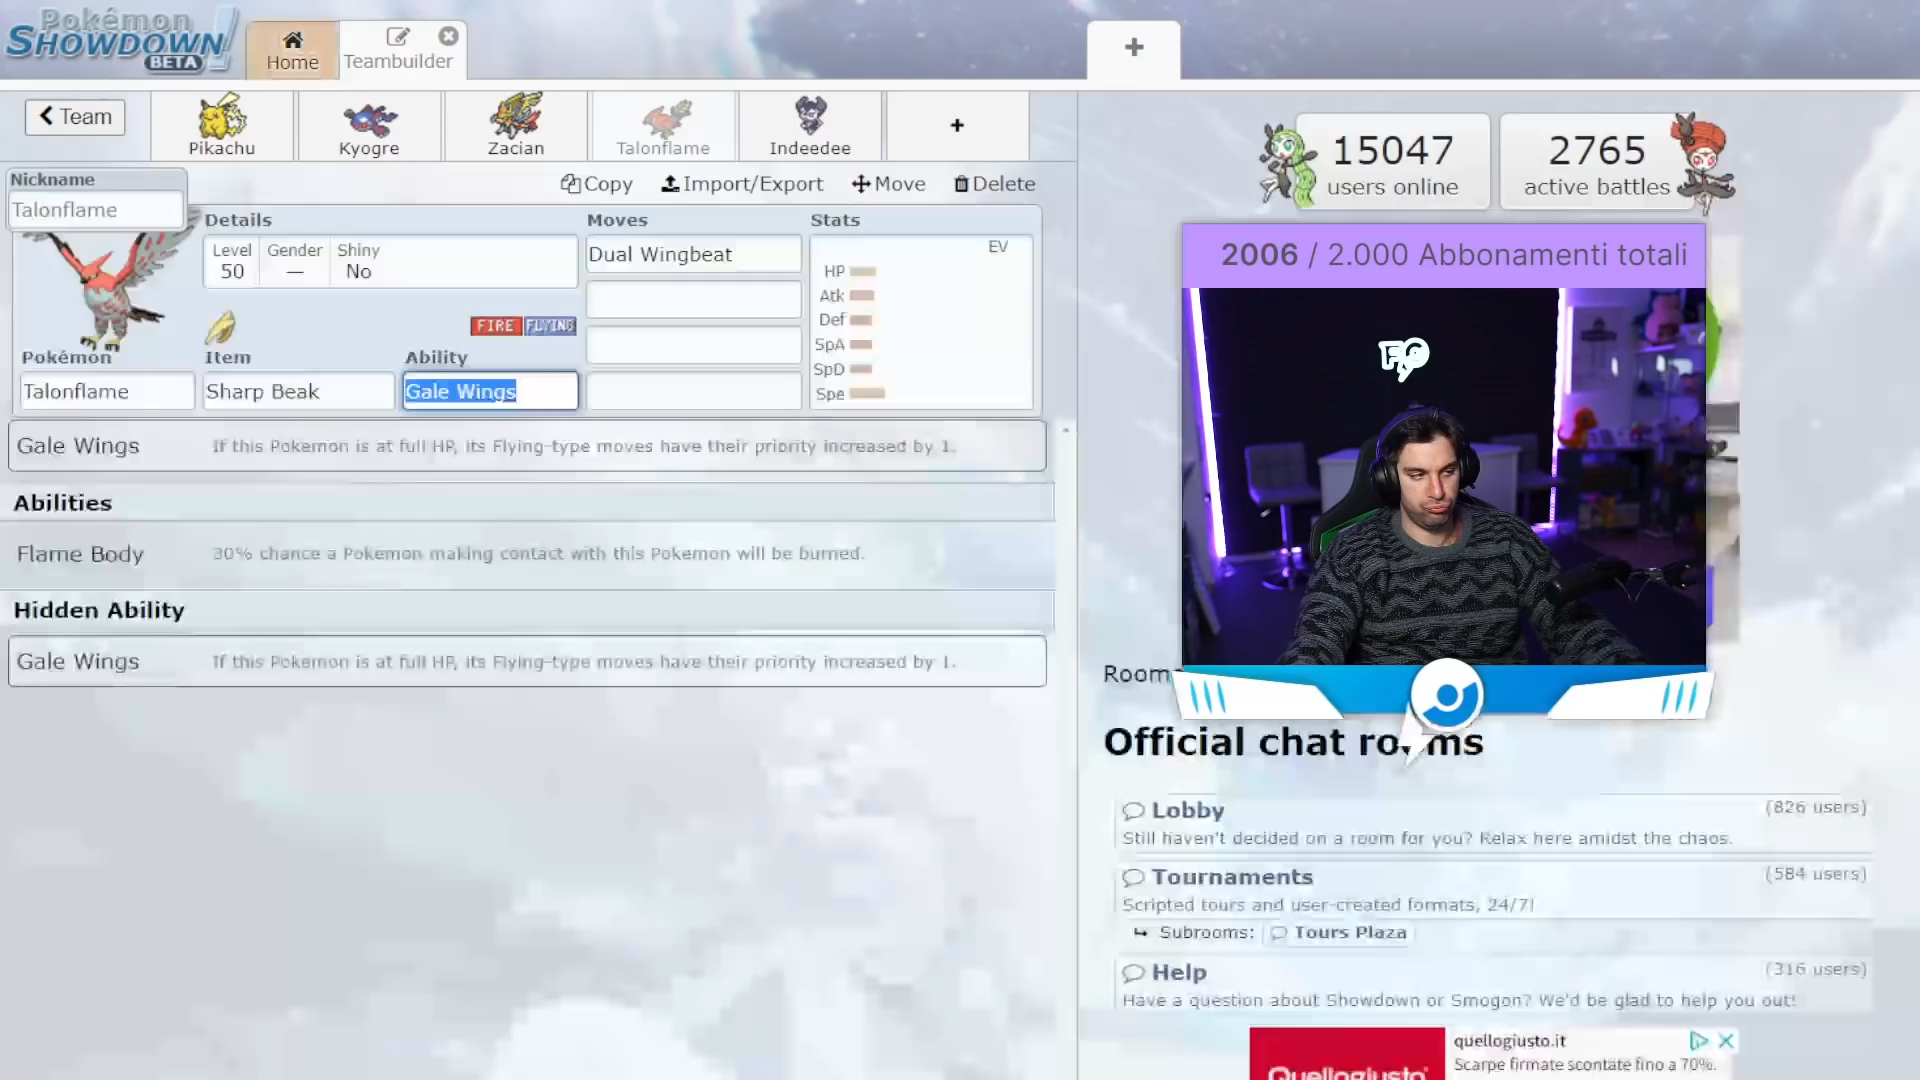 Pokémon
SHOWDOWN!
BETA
Home
Teambuilder
+
Team
Pikachu
Kyogre
Zacian
Talonflame
Indeedee
+
Nickname
Talonflame
Copy
Import/Export
Move
Delete
Details
Level
50
Gender
—
Shiny
No
FIRE
FLYING
Pokémon
Talonflame
Item
Sharp Beak
Ability
Gale Wings
Moves
Dual Wingbeat
Stats
EV
HP
Atk
Def
SpA
SpD
Spe
Gale Wings If this Pokemon is at full HP, its Flying-type moves have their priority increased by 1.
Abilities
Flame Body 30% chance a Pokemon making contact with this Pokemon will be burned.
Hidden Ability
Gale Wings If this Pokemon is at full HP, its Flying-type moves have their priority increased by 1.
15047
users online
2765
active battles
2006 / 2.000 Abbonamenti totali
Room
Official chat rooms
Lobby (826 users)
Still haven't decided on a room for you? Relax here amidst the chaos.
Tournaments (584 users)
Scripted tours and user-created formats, 24/7!
Subrooms: Tours Plaza
Help (316 users)
Have a question about Showdown or Smogon? We'd be glad to help you out!
Quellogiusto
quellogiusto.it
Scarpe firmate scontate fino a 70%.